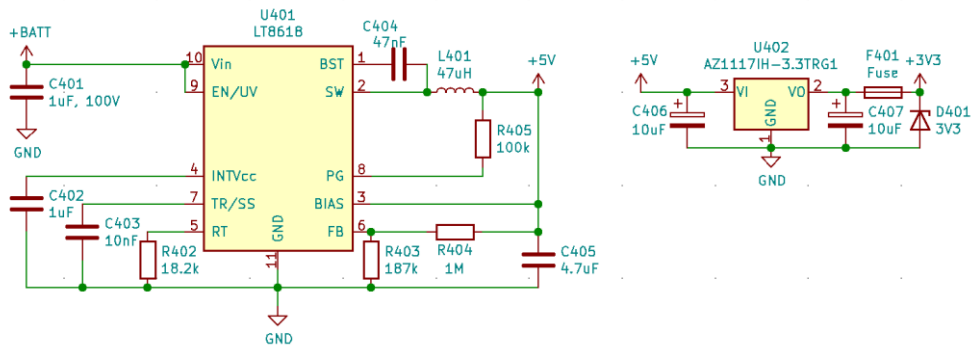 U401
LT8618
+BATT
C401
1uF, 100V
GND
10
Vin
9
EN/UV
BST
1
SW
2
C404
47nF
L401
47uH
+5V
R405
100k
4
INTVcc
PG
8
7
TR/SS
BIAS
3
5
RT
FB
6
GND
11
C402
1uF
C403
10nF
R402
18.2k
R403
187k
R404
1M
C405
4.7uF
GND
+5V
U402
AZ1117IH-3.3TRG1
3
VI
VO
2
GND
1
C406
10uF
C407
10uF
F401
Fuse
+3V3
D401
3V3
GND